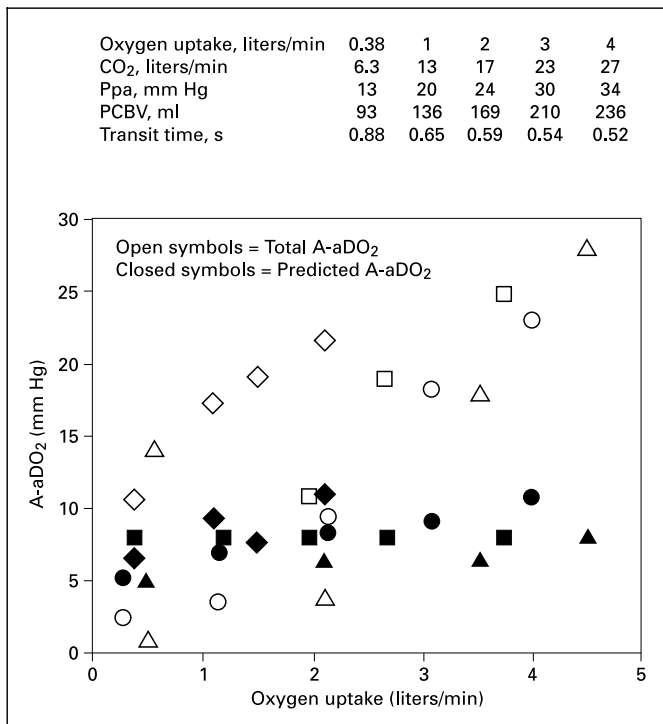 Oxygen uptake, liters/min 0.38 1 2 3 4
CO2, liters/min 6.3 13 17 23 27
Ppa, mm Hg 13 20 24 30 34
PCBV, ml 93 136 169 210 236
Transit time, s 0.88 0.65 0.59 0.54 0.52
30
Open symbols = Total A-aDO2
Closed symbols = Predicted A-aDO2
25
20
A-aDO2 (mm Hg)
15
10
5
0
0 1 2 3 4 5
Oxygen uptake (liters/min)